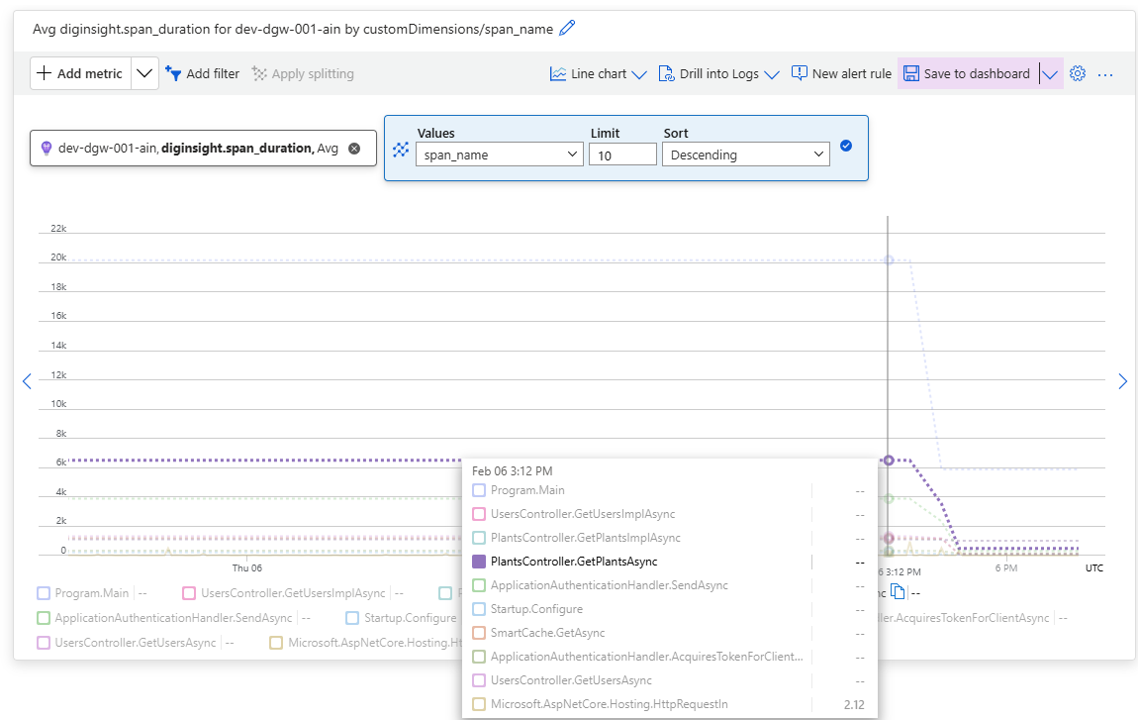 Avg diginsight.span_duration for dev-dgw-001-ain by customDimensions/span_name
Add metric
Add filter
Apply splitting
Line chart
Drill into Logs
New alert rule
Save to dashboard
...
dev-dgw-001-ain, diginsight.span_duration, Avg
Values
Limit
Sort
span_name
10
Descending
22k
20k
18k
16k
14k
12k
10k
8k
6k
4k
2k
0
Thu 06
6 3:12 PM
6 PM
UTC
Feb 06 3:12 PM
Program.Main --
UsersController.GetUsersImplAsync --
PlantsController.GetPlantsImplAsync --
PlantsController.GetPlantsAsync --
ApplicationAuthenticationHandler.SendAsync --
Startup.Configure --
SmartCache.GetAsync --
ApplicationAuthenticationHandler.AcquiresTokenForClient... --
UsersController.GetUsersAsync --
Microsoft.AspNetCore.Hosting.HttpRequestIn 2.12
Program.Main --
UsersController.GetUsersImplAsync --
nc --
ApplicationAuthenticationHandler.SendAsync --
Startup.Configure
ller.AcquiresTokenForClientAsync --
UsersController.GetUsersAsync --
Microsoft.AspNetCore.Hosting.Ht